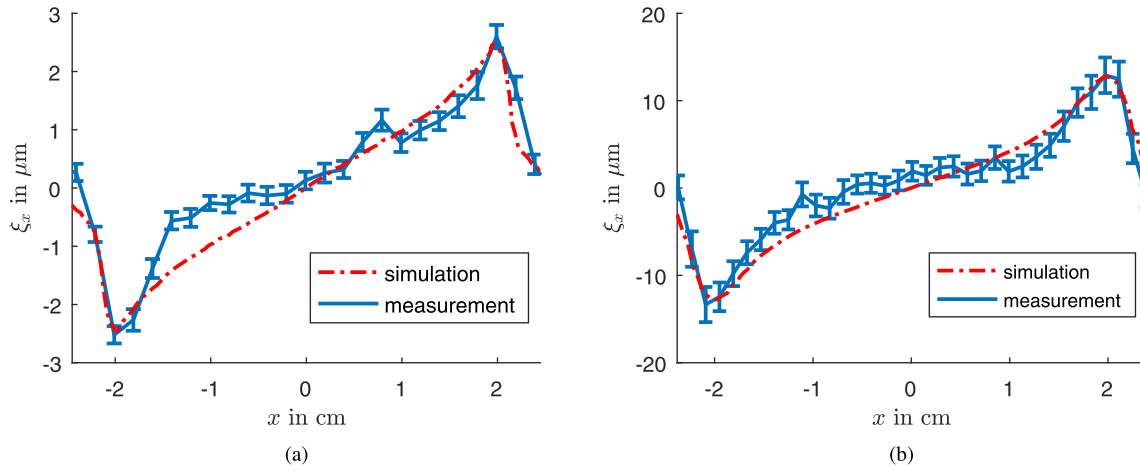 3
2
1
0
-1
-2
-3
ξx in μm
-2 -1 0 1 2
x in cm
simulation
measurement
(a)
20
10
0
-10
-20
ξx in μm
-2 -1 0 1 2
x in cm
simulation
measurement
(b)